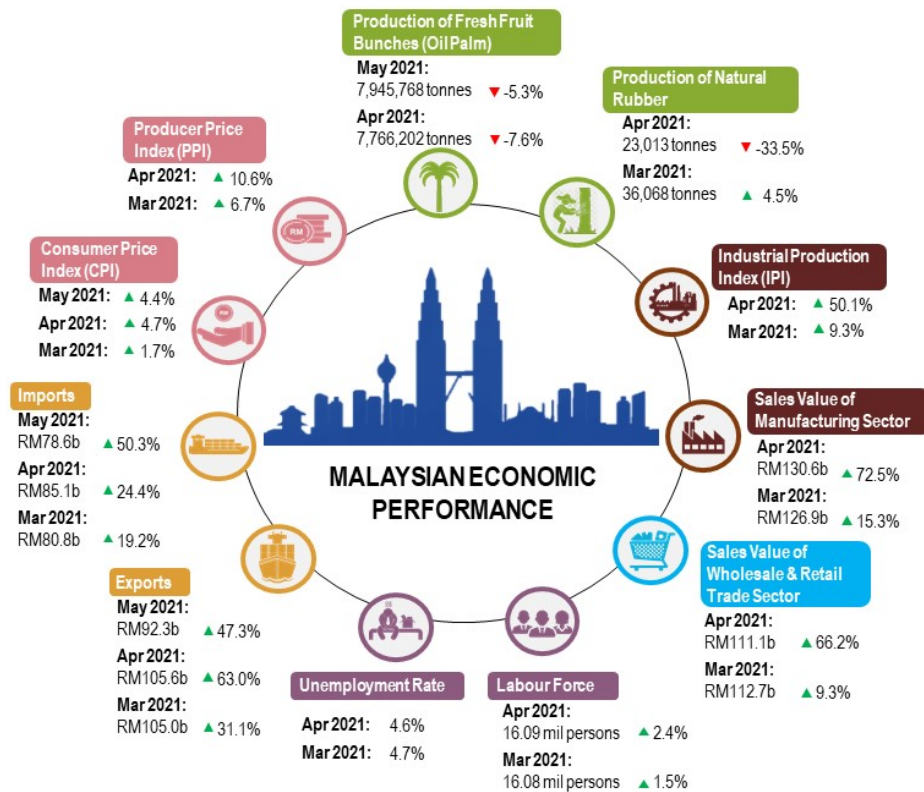 Production of Fresh Fruit
Bunches (Oil Palm)
May 2021:
7,945,768 tonnes ▼ -5.3%
Apr 2021:
7,766,202 tonnes ▼ -7.6%
Production of Natural
Rubber
Apr 2021:
23,013 tonnes ▼ -33.5%
Mar 2021:
36,068 tonnes ▲ 4.5%
Producer Price
Index (PPI)
Apr 2021: ▲ 10.6%
Mar 2021: ▲ 6.7%
RM
Consumer Price
Index (CPI)
May 2021: ▲ 4.4%
Apr 2021: ▲ 4.7%
Mar 2021: ▲ 1.7%
RM
Industrial Production
Index (IPI)
Apr 2021: ▲ 50.1%
Mar 2021: ▲ 9.3%
Imports
May 2021:
RM78.6b ▲ 50.3%
Apr 2021:
RM85.1b ▲ 24.4%
Mar 2021:
RM80.8b ▲ 19.2%
Sales Value of
Manufacturing Sector
Apr 2021:
RM130.6b ▲ 72.5%
Mar 2021:
RM126.9b ▲ 15.3%
MALAYSIAN ECONOMIC
PERFORMANCE
Exports
May 2021:
RM92.3b ▲ 47.3%
Apr 2021:
RM105.6b ▲ 63.0%
Mar 2021:
RM105.0b ▲ 31.1%
Sales Value of
Wholesale & Retail
Trade Sector
Apr 2021:
RM111.1b ▲ 66.2%
Mar 2021:
RM112.7b ▲ 9.3%
Unemployment Rate
Apr 2021: 4.6%
Mar 2021: 4.7%
Labour Force
Apr 2021:
16.09 mil persons ▲ 2.4%
Mar 2021:
16.08 mil persons ▲ 1.5%